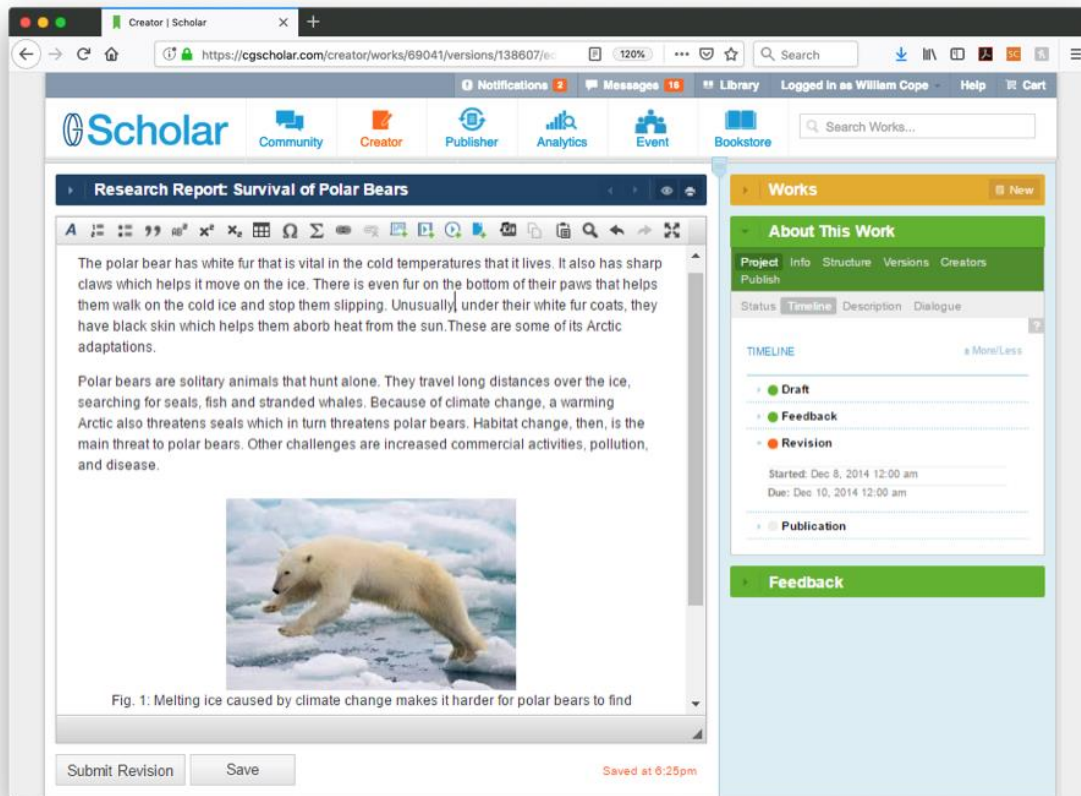 Creator | Scholar
https://cgscholar.com/creator/works/69041/versions/138607/ec
120%
Search
SC
Notifications 2
Messages 16
Library
Logged in as William Cope
Help
Cart
Scholar
Community
Creator
Publisher
Analytics
Event
Bookstore
Search Works...
Research Report: Survival of Polar Bears
The polar bear has white fur that is vital in the cold temperatures that it lives. It also has sharp
claws which helps it move on the ice. There is even fur on the bottom of their paws that helps
them walk on the cold ice and stop them slipping. Unusually, under their white fur coats, they
have black skin which helps them aborb heat from the sun.These are some of its Arctic
adaptations.
Polar bears are solitary animals that hunt alone. They travel long distances over the ice,
searching for seals, fish and stranded whales. Because of climate change, a warming
Arctic also threatens seals which in turn threatens polar bears. Habitat change, then, is the
main threat to polar bears. Other challenges are increased commercial activities, pollution,
and disease.
Fig. 1: Melting ice caused by climate change makes it harder for polar bears to find
Submit Revision
Save
Saved at 6:25pm
Works
New
About This Work
Project Info Structure Versions Creators
Publish
Status Timeline Description Dialogue
?
TIMELINE
More/Less
Draft
Feedback
Revision
Started: Dec 8, 2014 12:00 am
Due: Dec 10, 2014 12:00 am
Publication
Feedback